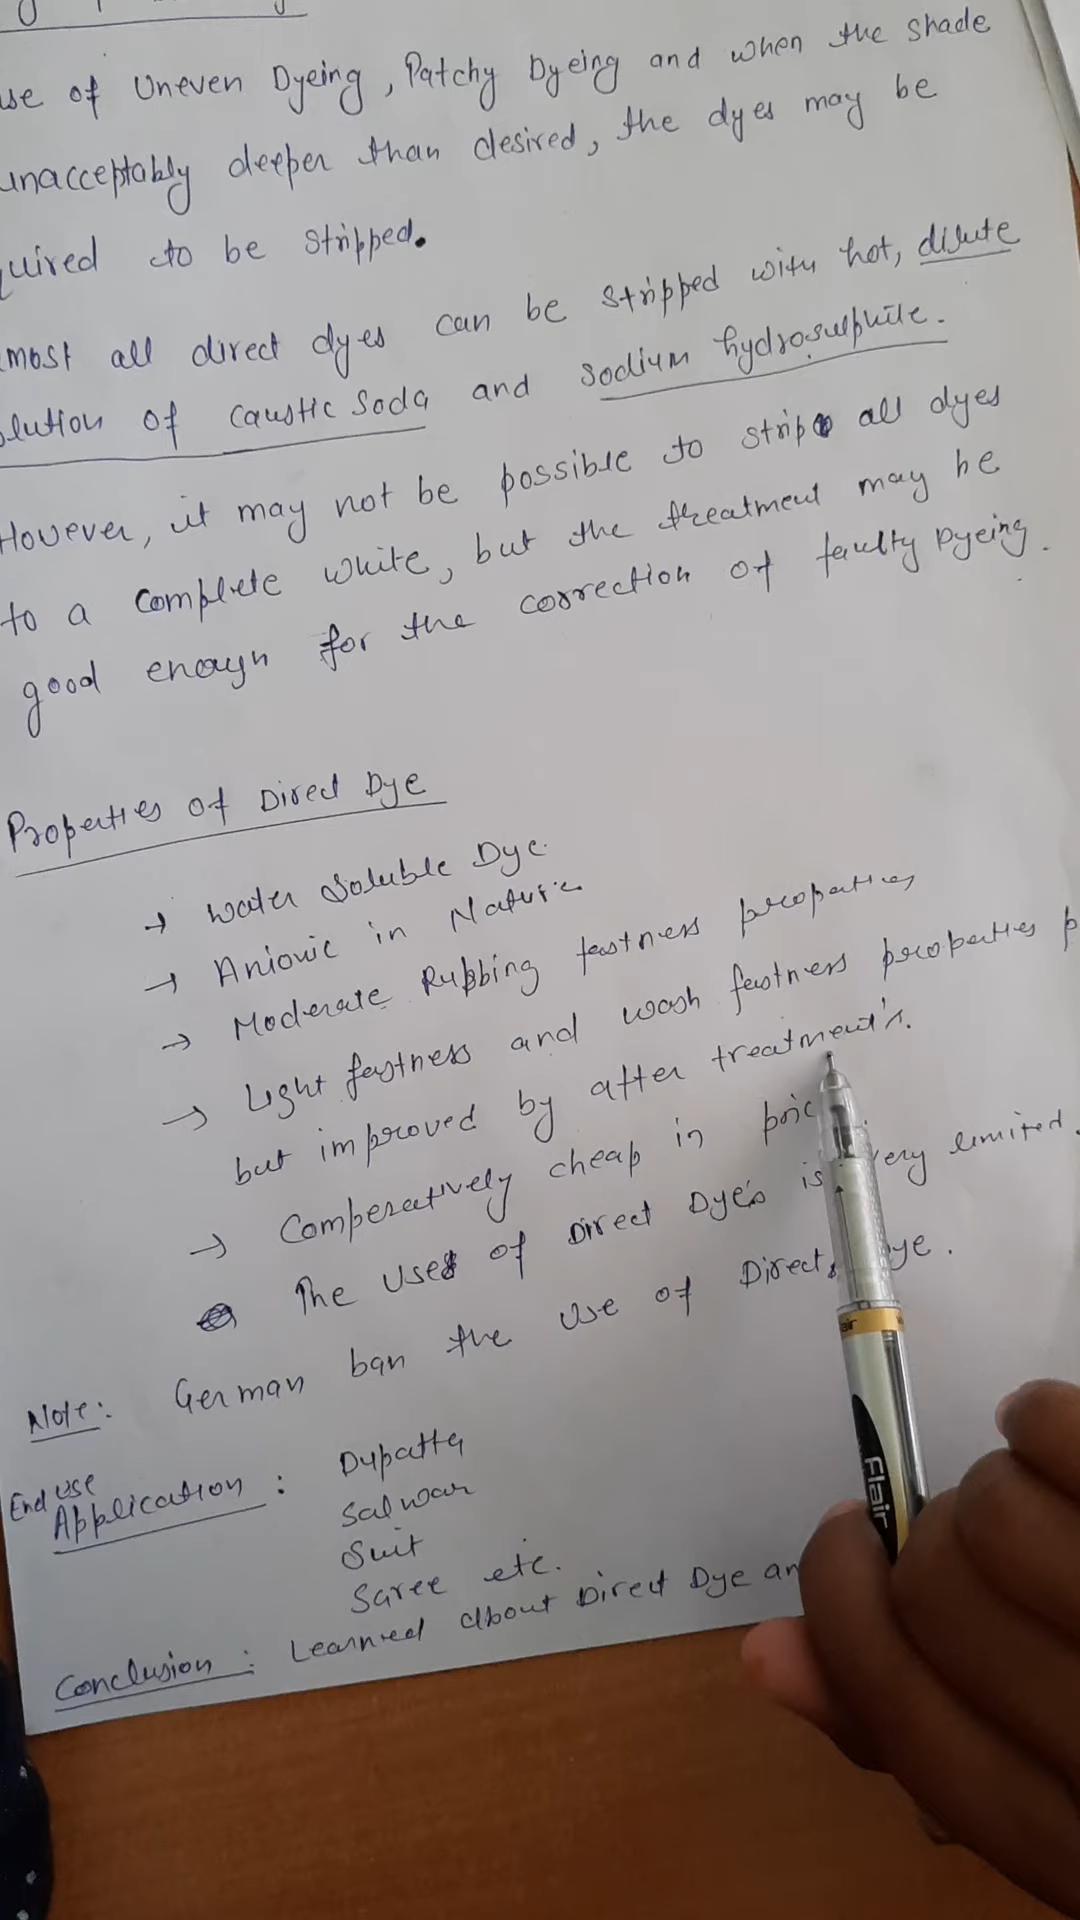 use of Uneven Dyeing, Patchy Dyeing and when the shade
unacceptably deeper than desired, the dyes may be
quired to be stripped.
most all direct dyes can be stripped with hot, dilute
olution of Caustic Soda and sodium hydrosulphite.
However, it may not be possible to strip all dyes
to a complete white, but the treatment may be
good enough for the correction of faulty Dyeing.
Properties of Direct Dye
→ Water Soluble Dye
→ Anionic in Nature
→ Moderate Rubbing fastness properties
→ Light fastness and wash fastness properties p
but improved by after treatment's.
→ Comperatively cheap in pric
The uses of Direct Dye's is very limited.
Note: German ban the use of Direct Dye.
End use
Application : Dupatta
Salwar
Suit
Saree etc.
Conclusion : Learned about Direct Dye an
Flair